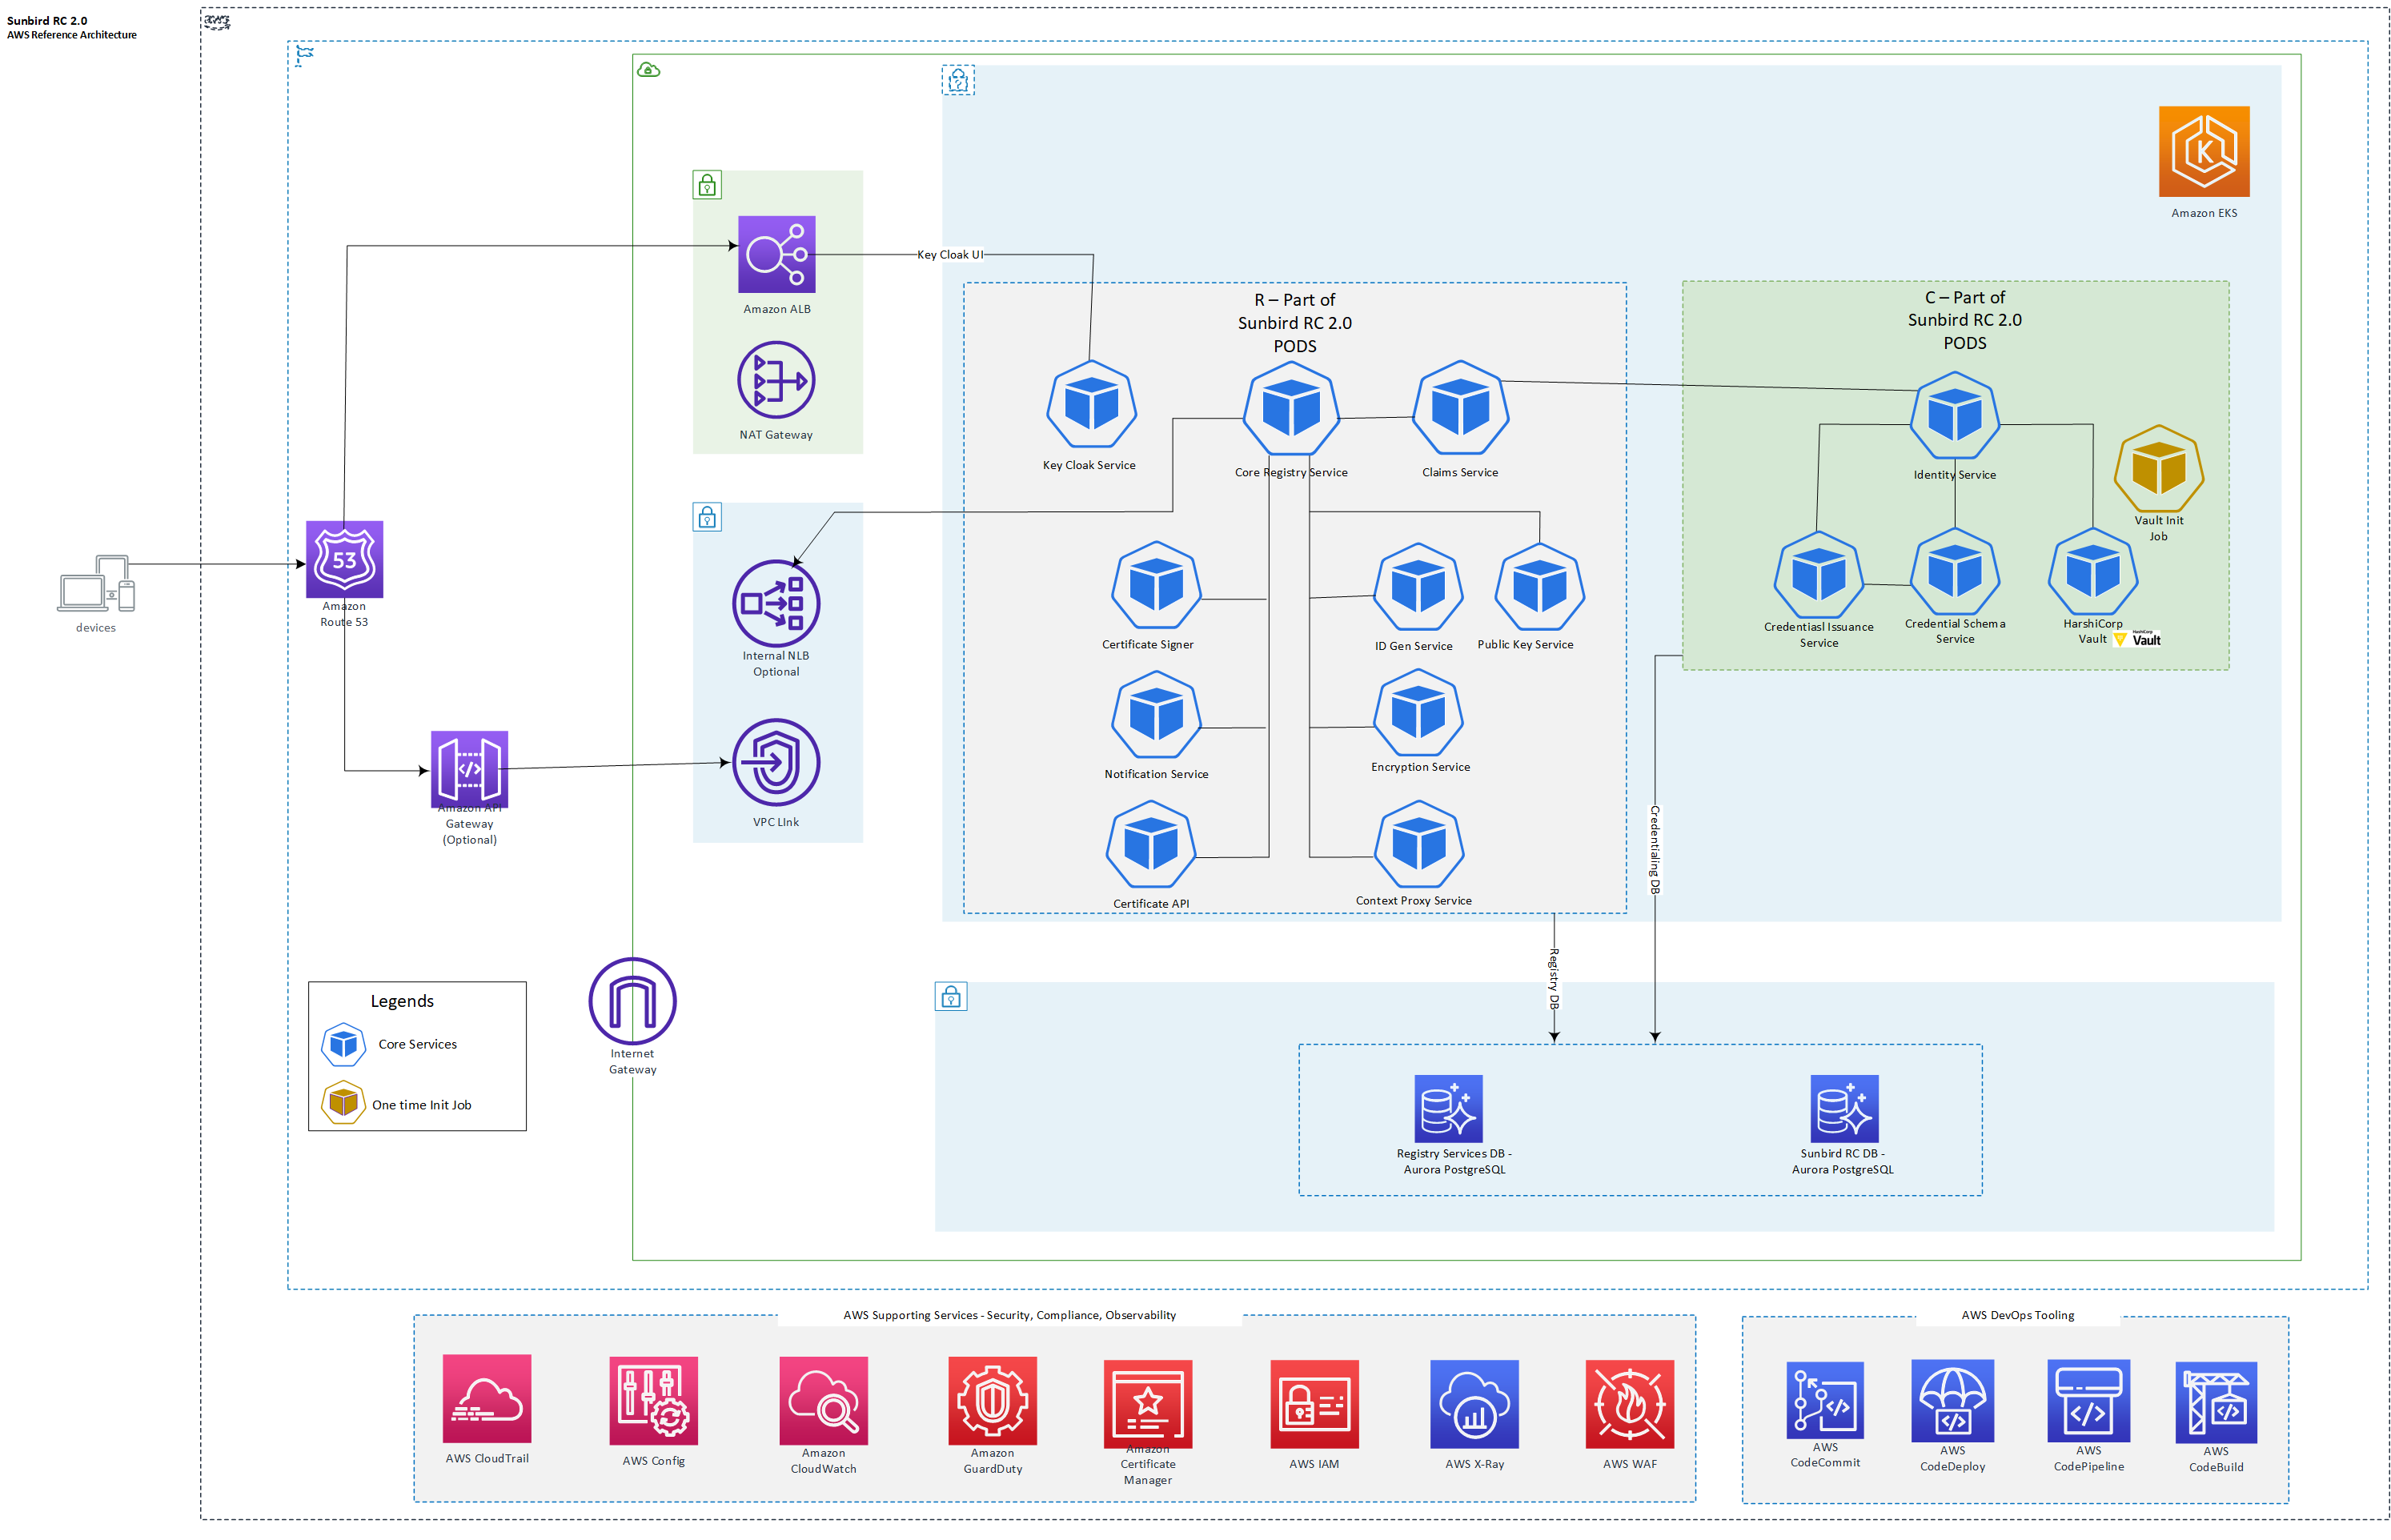 Sunbird RC 2.0
AWS Reference Architecture
aws
Amazon EKS
Amazon ALB
NAT Gateway
Key Cloak UI
R – Part of
Sunbird RC 2.0
PODS
C – Part of
Sunbird RC 2.0
PODS
Key Cloak Service
Core Registry Service
Claims Service
Identity Service
Vault Init
Job
devices
53
Amazon
Route 53
Internal NLB
Optional
Certificate Signer
ID Gen Service
Public Key Service
Credentiasl Issuance
Service
Credential Schema
Service
HarshiCorp
Vault
HarshiCorp
Vault
Amazon API
Gateway
(Optional)
VPC LInk
Notification Service
Encryption Service
Certificate API
Context Proxy Service
Credentialing DB
Registry DB
Legends
Core Services
One time Init Job
Internet
Gateway
Registry Services DB -
Aurora PostgreSQL
Sunbird RC DB -
Aurora PostgreSQL
AWS Supporting Services - Security, Compliance, Observability
AWS CloudTrail
AWS Config
Amazon
CloudWatch
Amazon
GuardDuty
Amazon
Certificate
Manager
AWS IAM
AWS X-Ray
AWS WAF
AWS DevOps Tooling
AWS
CodeCommit
AWS
CodeDeploy
AWS
CodePipeline
AWS
CodeBuild